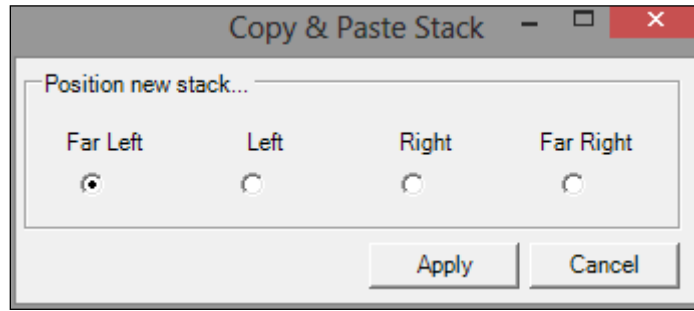 Copy & Paste Stack
Position new stack...
Far Left Left Right Far Right
Apply Cancel